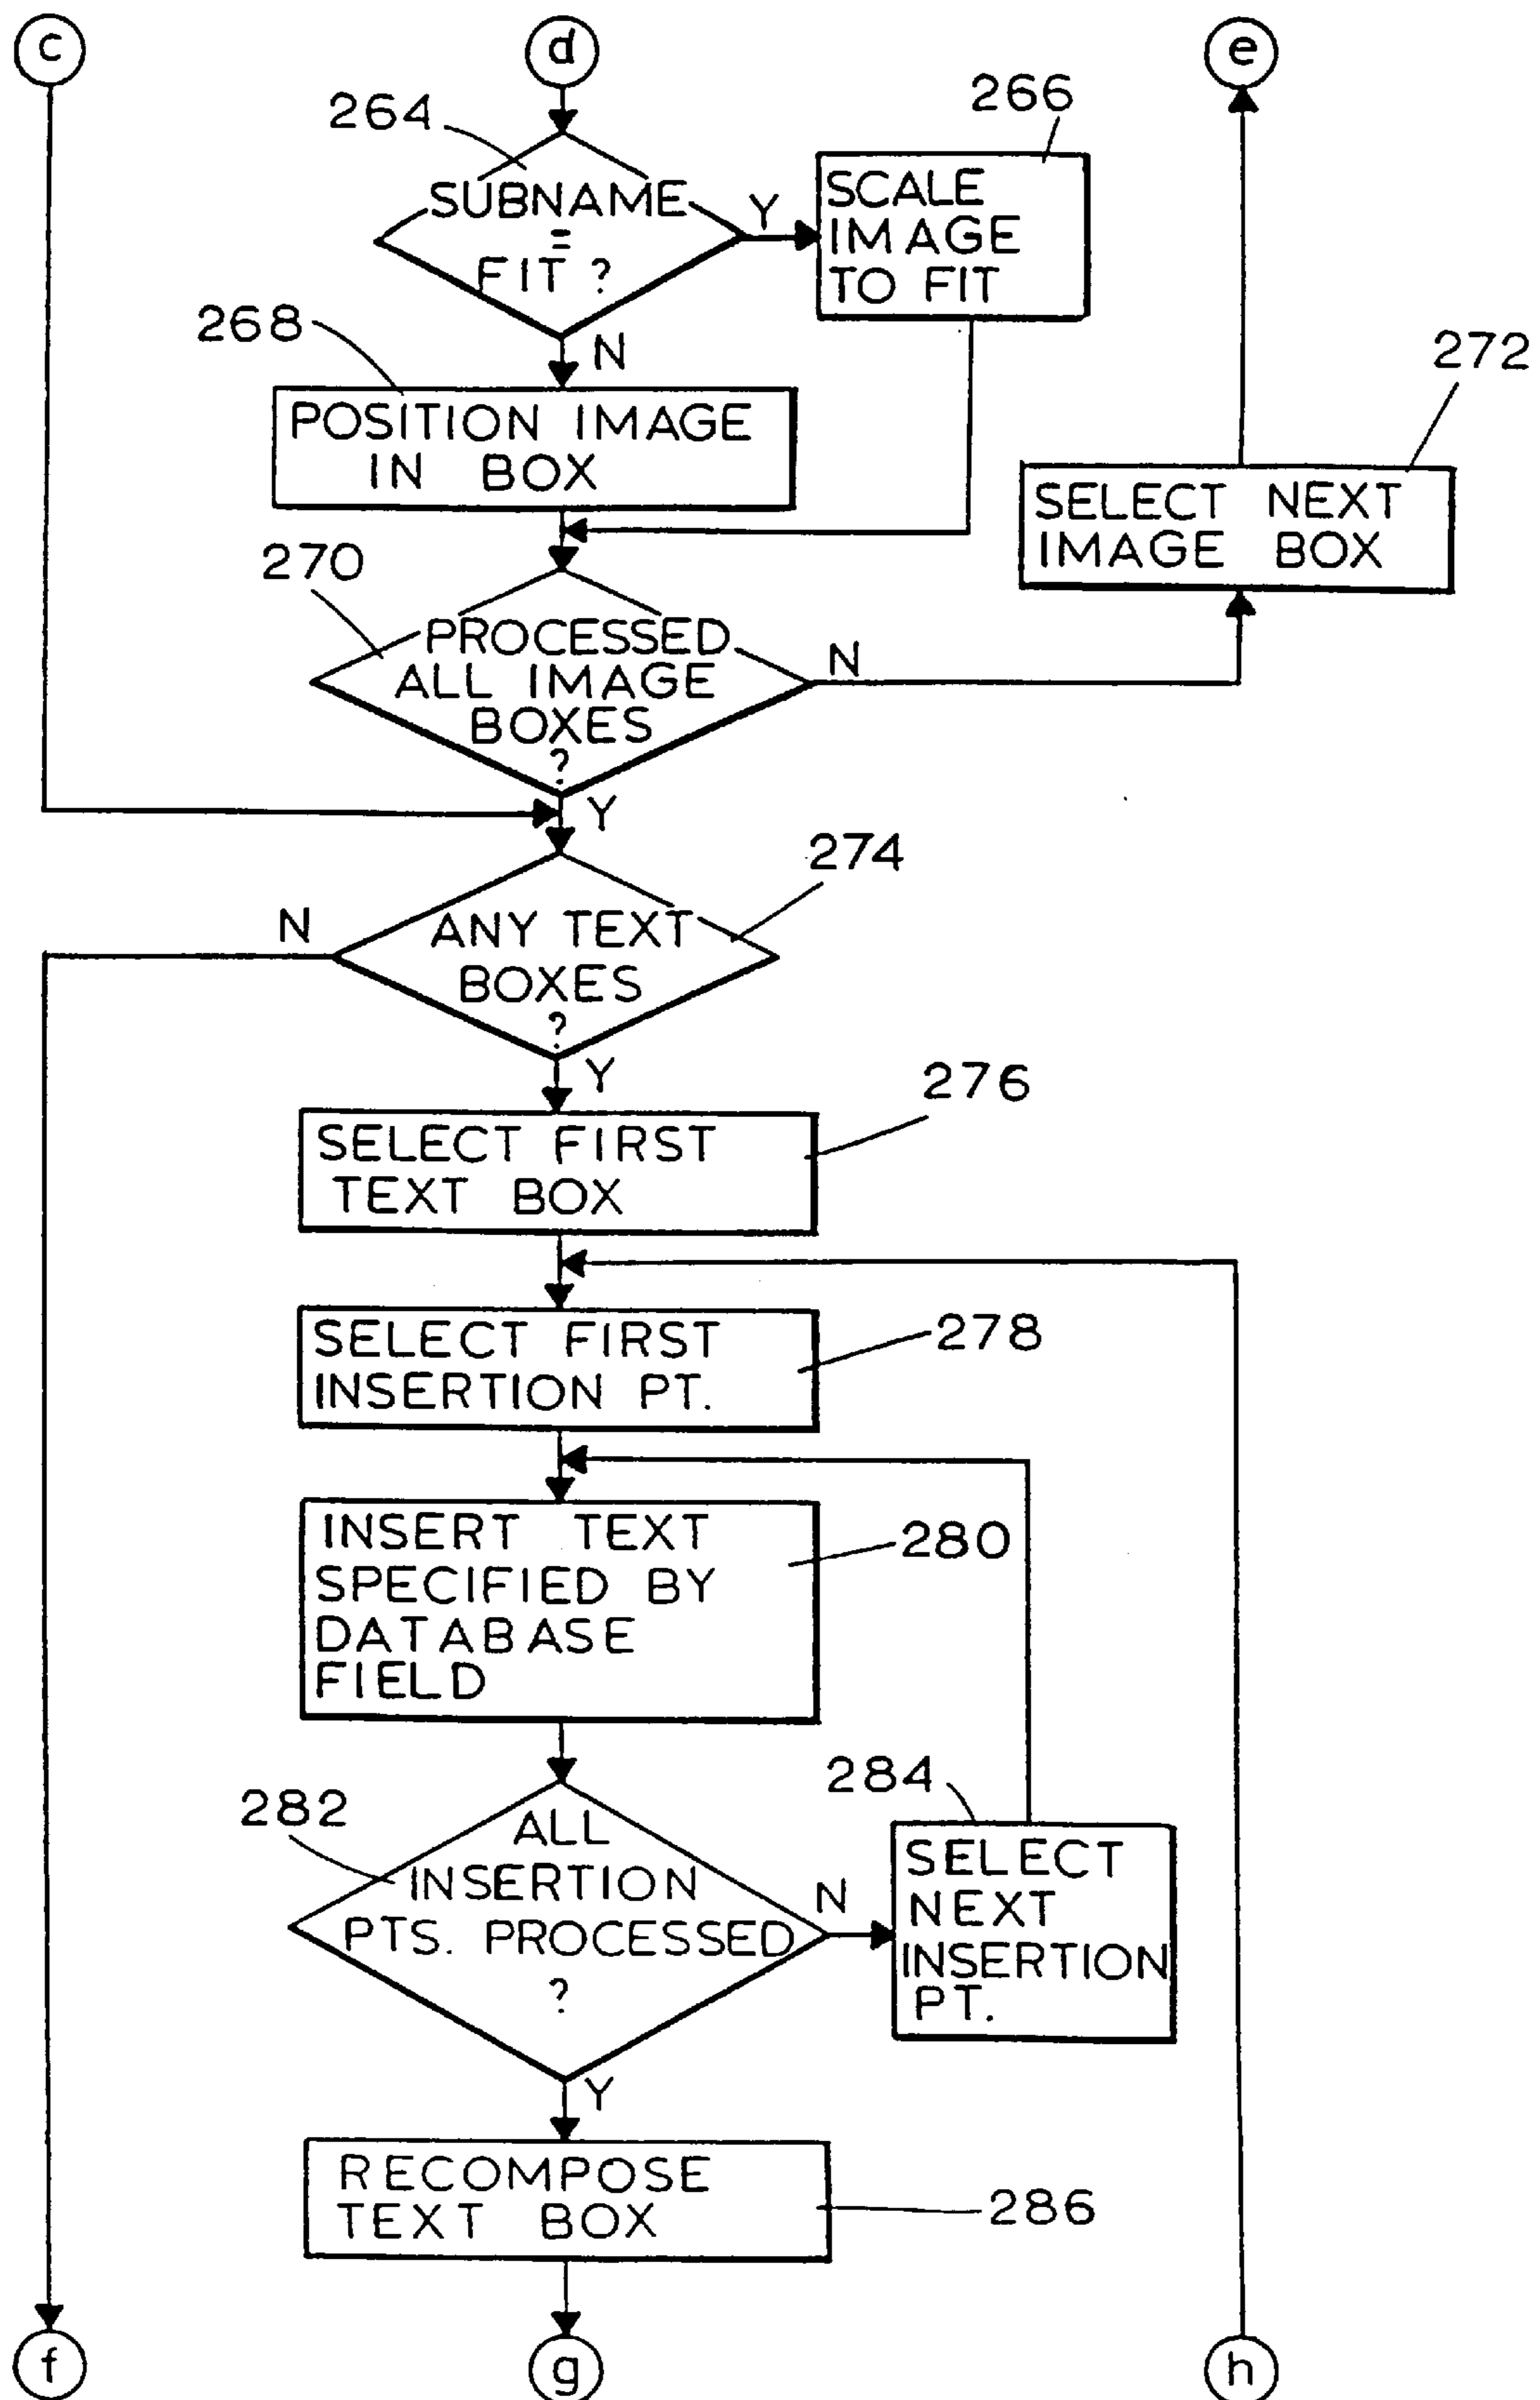 c
d
e
264
266
SUBNAME
=
FIT ?
Y
SCALE
IMAGE
TO FIT
268
N
272
POSITION IMAGE
IN BOX
SELECT NEXT
IMAGE BOX
270
PROCESSED
ALL IMAGE
BOXES
?
N
Y
274
N
ANY TEXT
BOXES
?
Y
276
SELECT FIRST
TEXT BOX
278
SELECT FIRST
INSERTION PT.
280
INSERT TEXT
SPECIFIED BY
DATABASE
FIELD
282
284
ALL
INSERTION
PTS. PROCESSED
?
N
SELECT
NEXT
INSERTION
PT.
Y
RECOMPOSE
TEXT BOX
286
f
g
h